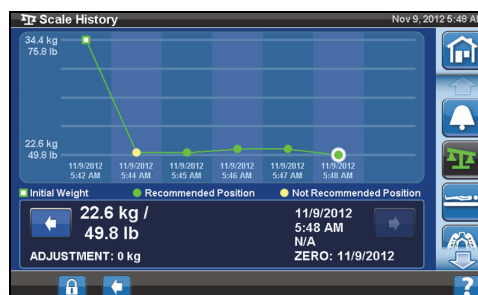 Scale History
Nov 9, 2012 5:48 AM
34.4 kg
75.8 lb
22.6 kg
49.8 lb
11/9/2012 11/9/2012 11/9/2012 11/9/2012 11/9/2012 11/9/2012
5:42 AM 5:44 AM 5:45 AM 5:46 AM 5:47 AM 5:48 AM
Initial Weight Recommended Position Not Recommended Position
22.6 kg /
49.8 lb
ADJUSTMENT: 0 kg
11/9/2012
5:48 AM
N/A
ZERO: 11/9/2012
?